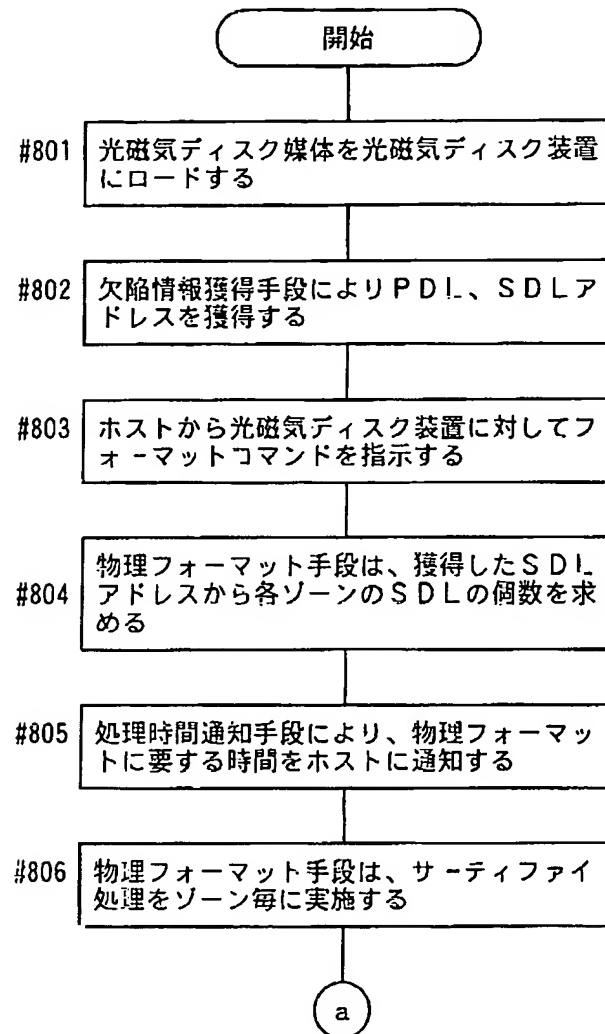 開始
#801
光磁気ディスク媒体を光磁気ディスク装置
にロードする
#802
欠陥情報獲得手段によりPDL、SDLア
ドレスを獲得する
#803
ホストから光磁気ディスク装置に対してフ
ォーマットコマンドを指示する
#804
物理フォーマット手段は、獲得したSDL
アドレスから各ゾーンのSDLの個数を求
める
#805
処理時間通知手段により、物理フォーマッ
トに要する時間をホストに通知する
#806
物理フォーマット手段は、サーティファイ
処理をゾーン毎に実施する
a